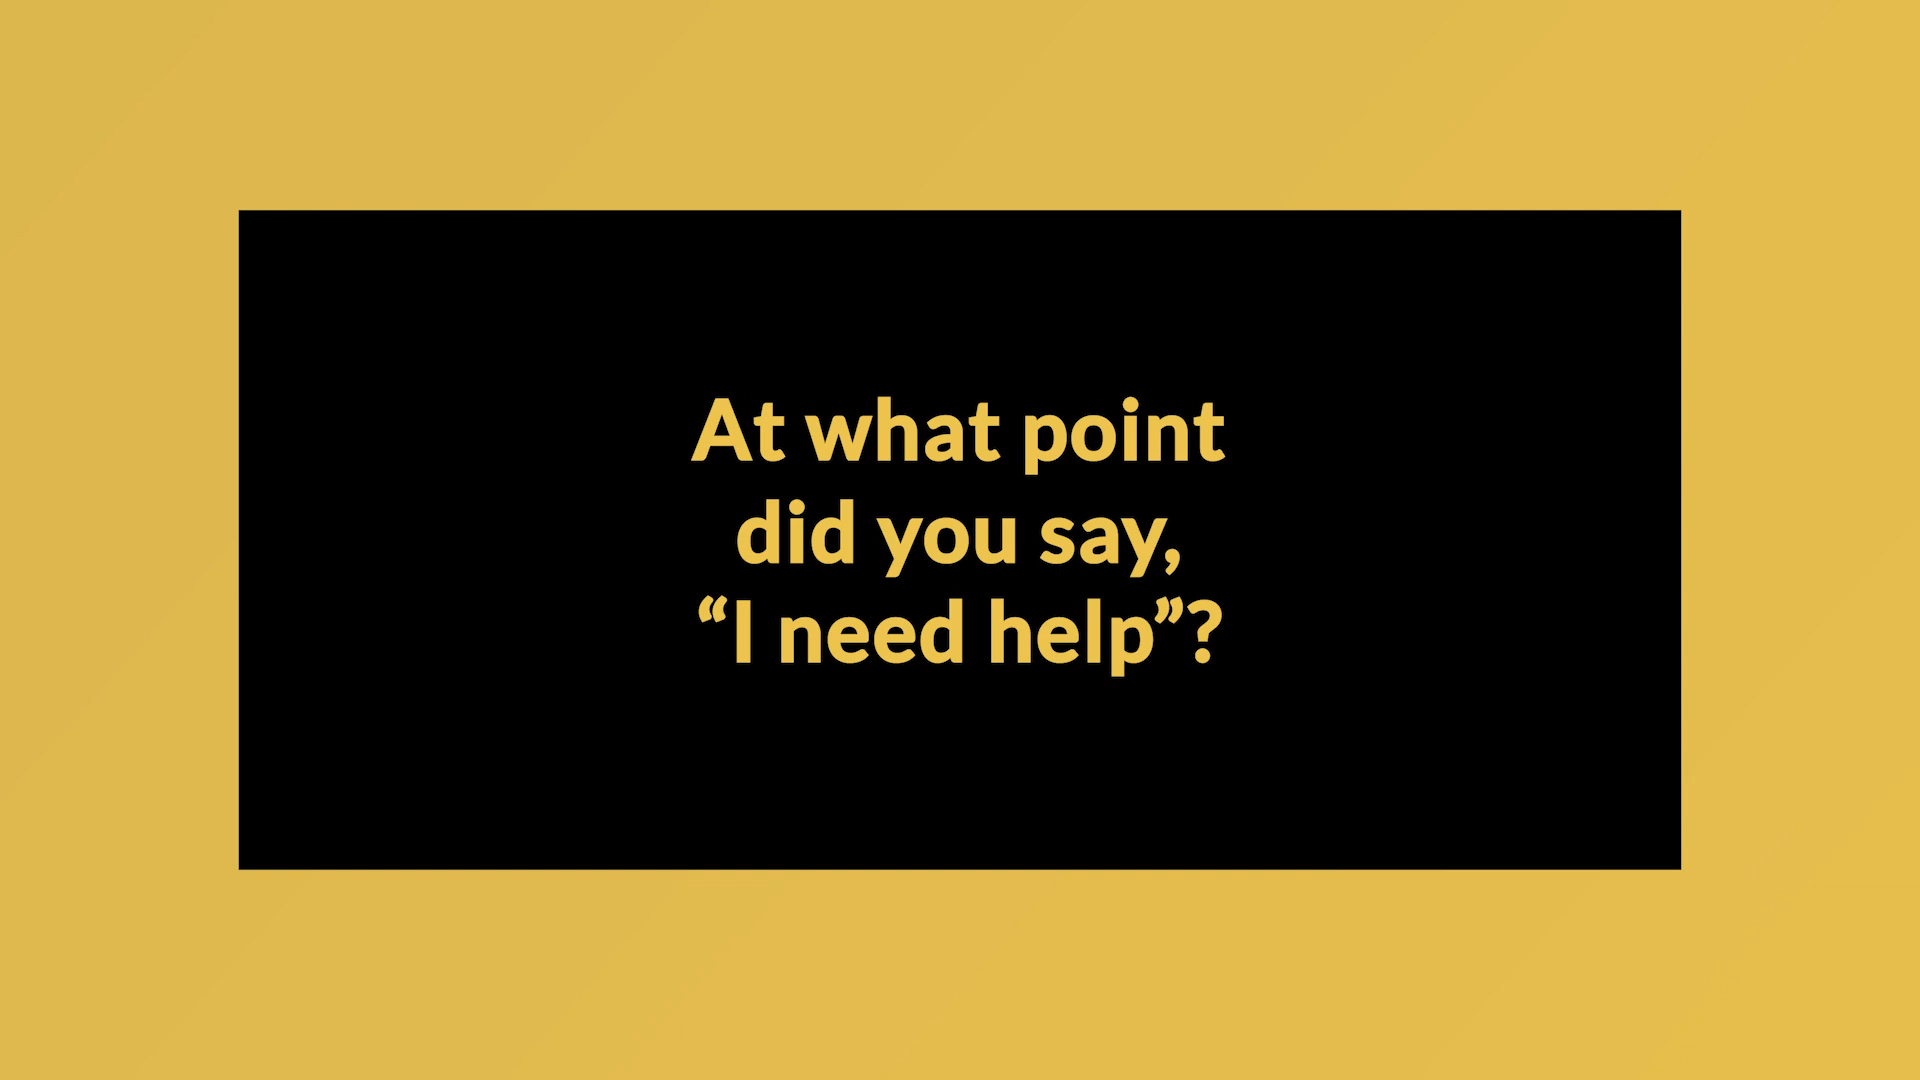 At what point
did you say,
“I need help”?